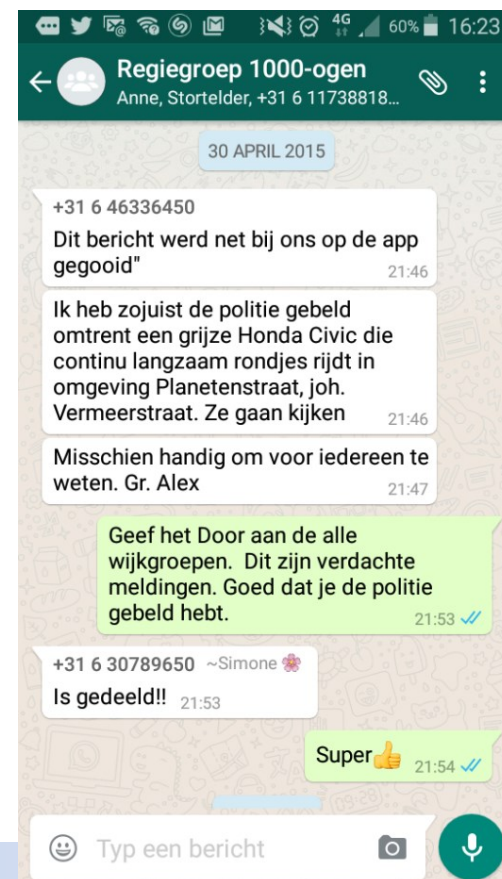 4G 60% 16:23
Regiegroep 1000-ogen
Anne, Stortelder, +31 6 11738818...
30 APRIL 2015
+31 6 46336450
Dit bericht werd net bij ons op de app
gegooid"
21:46
Ik heb zojuist de politie gebeld
omtrent een grijze Honda Civic die
continu langzaam rondjes rijdt in
omgeving Planetenstraat, joh.
Vermeerstraat. Ze gaan kijken
21:46
Misschien handig om voor iedereen te
weten. Gr. Alex
21:47
Geef het Door aan de alle
wijkgroepen. Dit zijn verdachte
meldingen. Goed dat je de politie
gebeld hebt.
21:53
+31 6 30789650 ~Simone 🌸
Is gedeeld!! 21:53
Super👍 21:54
Typ een bericht